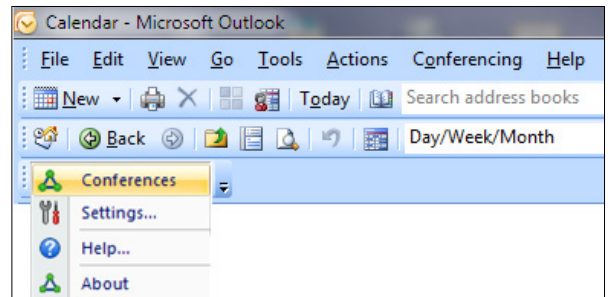 Calendar - Microsoft Outlook
File Edit View Go Tools Actions Conferencing Help
New Today Search address books
Back Day/Week/Month
Conferences
Settings...
Help...
About